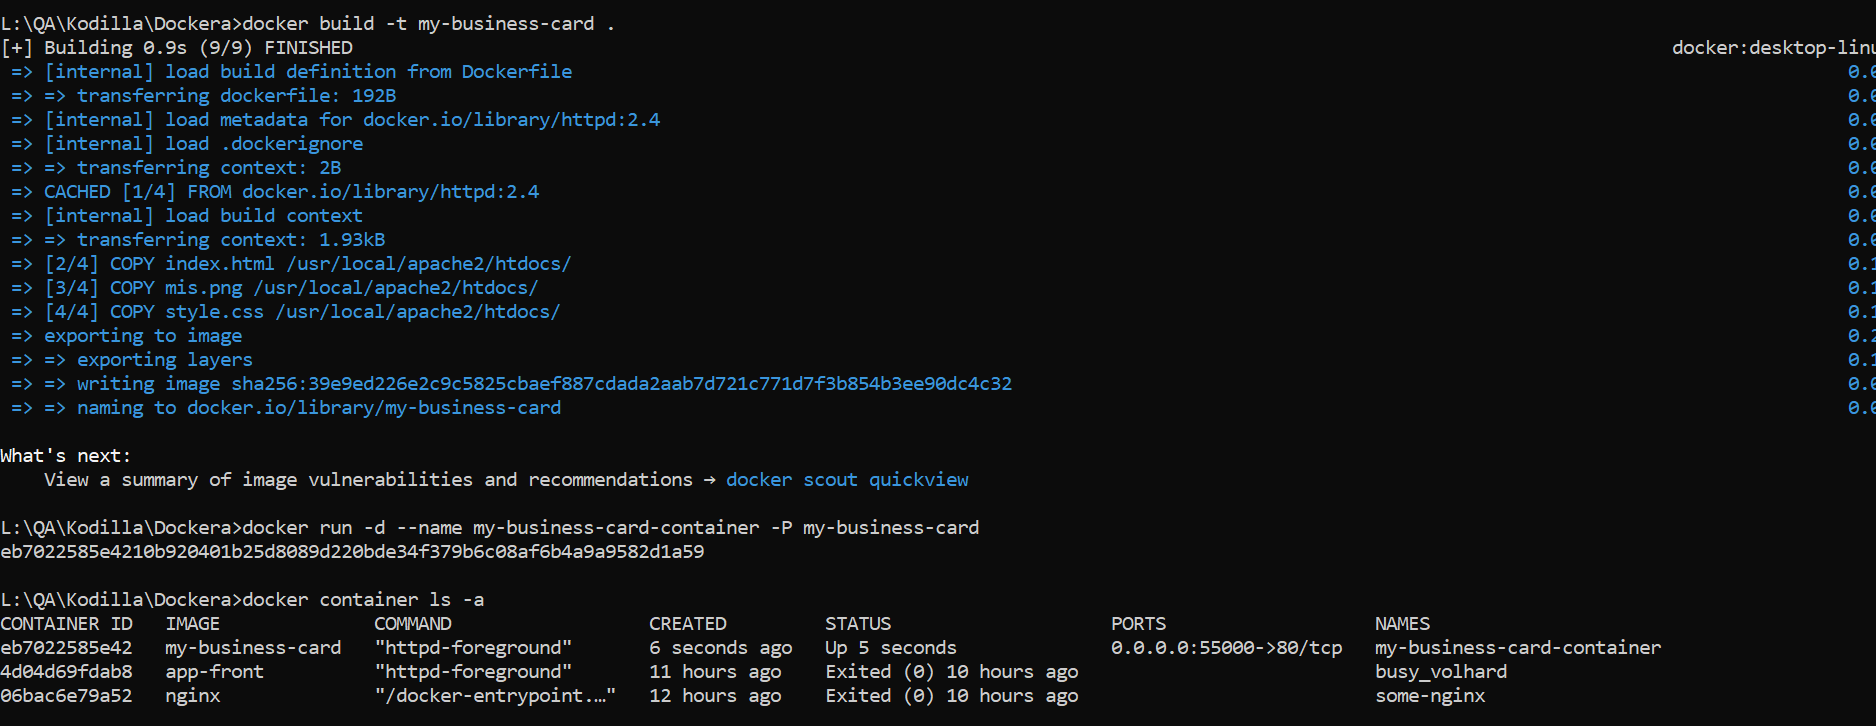 L:\QA\Kodilla\Dockera>docker build -t my-business-card .
[+] Building 0.9s (9/9) FINISHED docker:desktop-linu
=> [internal] load build definition from Dockerfile 0.0
=> => transferring dockerfile: 192B 0.0
=> [internal] load metadata for docker.io/library/httpd:2.4 0.0
=> [internal] load .dockerignore 0.0
=> => transferring context: 2B 0.0
=> CACHED [1/4] FROM docker.io/library/httpd:2.4 0.0
=> [internal] load build context 0.0
=> => transferring context: 1.93kB 0.0
=> [2/4] COPY index.html /usr/local/apache2/htdocs/ 0.1
=> [3/4] COPY mis.png /usr/local/apache2/htdocs/ 0.1
=> [4/4] COPY style.css /usr/local/apache2/htdocs/ 0.1
=> exporting to image 0.2
=> => exporting layers 0.1
=> => writing image sha256:39e9ed226e2c9c5825cbaef887cdada2aab7d721c771d7f3b854b3ee90dc4c32 0.0
=> => naming to docker.io/library/my-business-card 0.0
What's next:
View a summary of image vulnerabilities and recommendations → docker scout quickview
L:\QA\Kodilla\Dockera>docker run -d --name my-business-card-container -P my-business-card
eb7022585e4210b920401b25d8089d220bde34f379b6c08af6b4a9a9582d1a59
L:\QA\Kodilla\Dockera>docker container ls -a
CONTAINER ID IMAGE COMMAND CREATED STATUS PORTS NAMES
eb7022585e42 my-business-card "httpd-foreground" 6 seconds ago Up 5 seconds 0.0.0.0:55000->80/tcp my-business-card-container
4d04d69fdab8 app-front "httpd-foreground" 11 hours ago Exited (0) 10 hours ago busy_volhard
06bac6e79a52 nginx "/docker-entrypoint.…" 12 hours ago Exited (0) 10 hours ago some-nginx